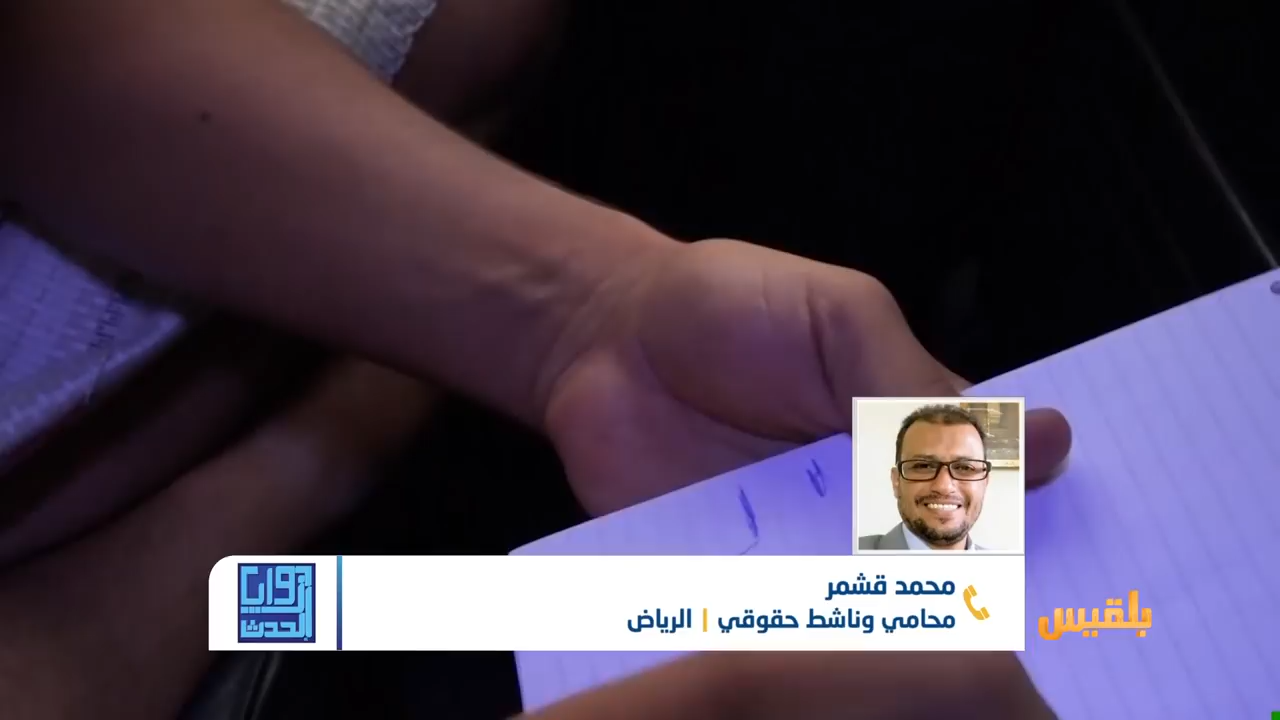 محمد قشمر
محامي وناشط حقوقي | الرياض
بلقيس
زوايا
الحدث